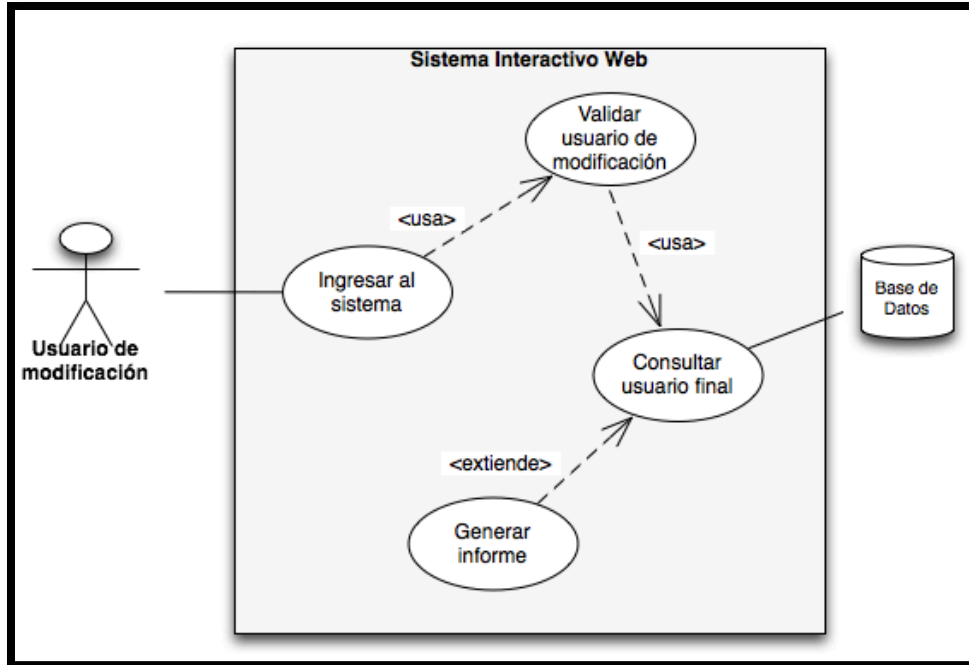 Sistema Interactivo Web
Validar
usuario de
modificación
<usa>
<usa>
Ingresar al
sistema
Base de
Datos
Usuario de
modificación
Consultar
usuario final
<extiende>
Generar
informe